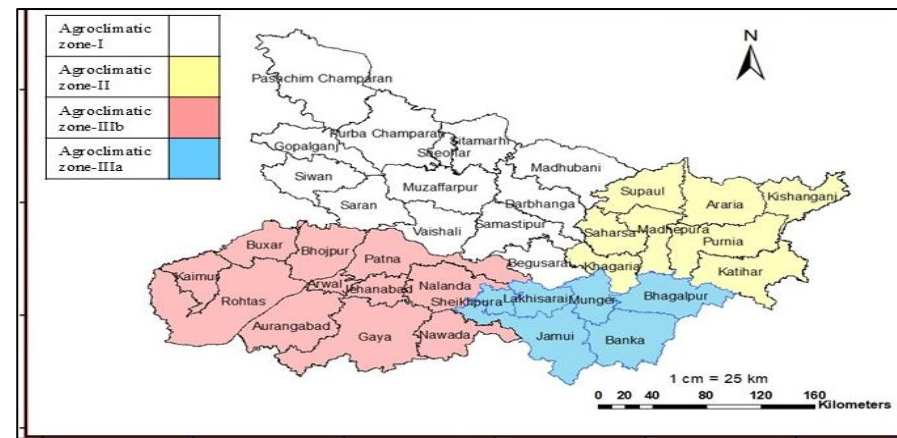 Agroclimatic
zone-I
Agroclimatic
zone-II
Agroclimatic
zone-IIIb
Agroclimatic
zone-IIIa
N
Pashchim Champaran
Purba Champaran
Sitamarhi
Sheohar
Gopalganj
Madhubani
Siwan
Muzaffarpur
Supaul
Araria
Kishanganj
Saran
Darbhanga
Vaishali
Samastipur
Saharsa
Madhepura
Purnia
Buxar
Bhojpur
Patna
Begusarai
Khagaria
Katihar
Kaimur
Rohtas
Arwal
Jehanabad
Nalanda
Sheikhpura
Lakhisarai
Munger
Bhagalpur
Aurangabad
Gaya
Nawada
Jamui
Banka
1 cm = 25 km
0 20 40 80 120 160
Kilometers